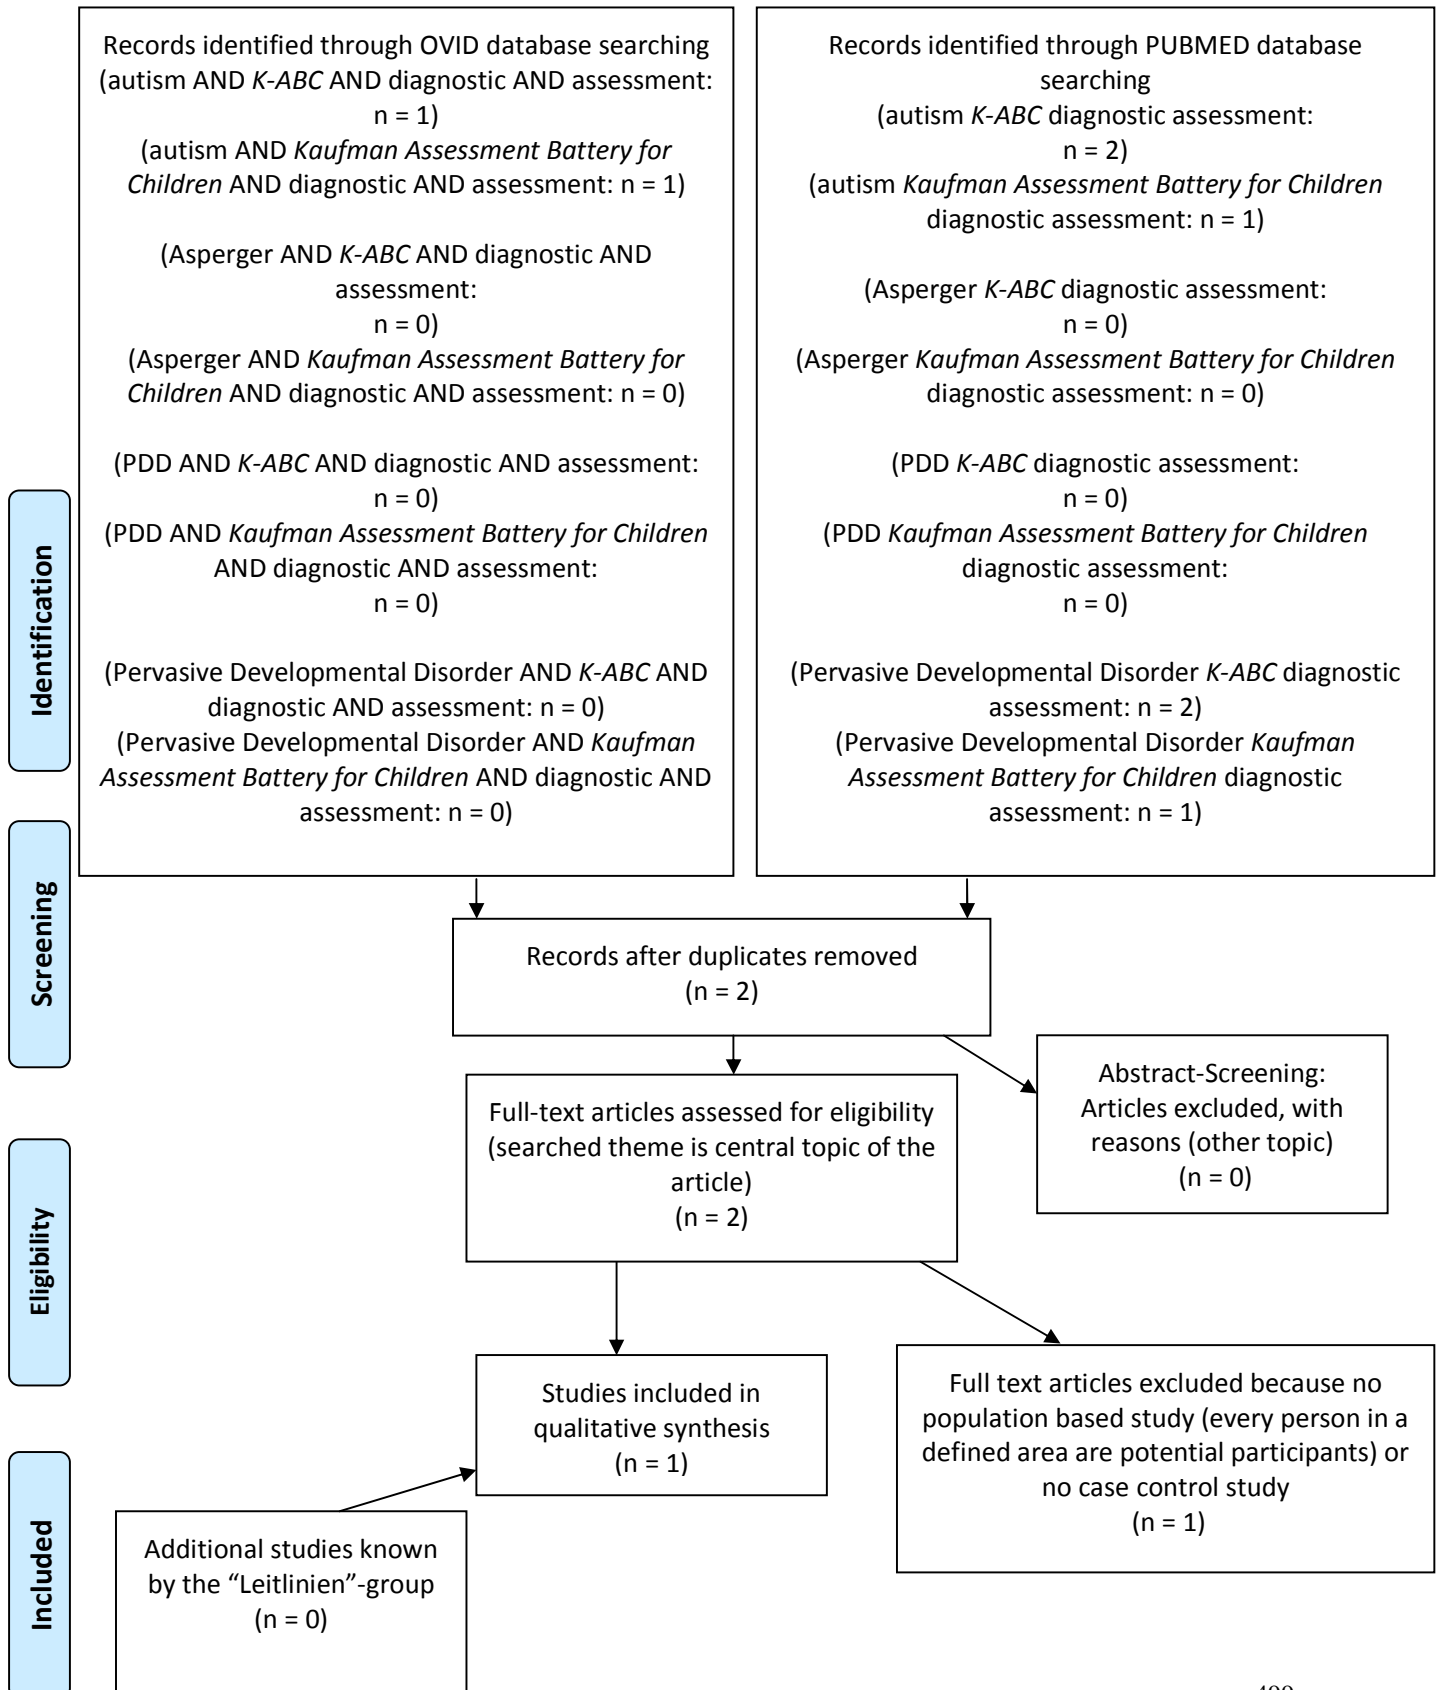 Records identified through OVID database searching
(autism AND K-ABC AND diagnostic AND assessment:
n = 1)
(autism AND Kaufman Assessment Battery for
Children AND diagnostic AND assessment: n = 1)
(Asperger AND K-ABC AND diagnostic AND
assessment:
n = 0)
(Asperger AND Kaufman Assessment Battery for
Children AND diagnostic AND assessment: n = 0)
(PDD AND K-ABC AND diagnostic AND assessment:
n = 0)
(PDD AND Kaufman Assessment Battery for Children
AND diagnostic AND assessment:
n = 0)
(Pervasive Developmental Disorder AND K-ABC AND
diagnostic AND assessment: n = 0)
(Pervasive Developmental Disorder AND Kaufman
Assessment Battery for Children AND diagnostic AND
assessment: n = 0)
Records identified through PUBMED database
searching
(autism K-ABC diagnostic assessment:
n = 2)
(autism Kaufman Assessment Battery for Children
diagnostic assessment: n = 1)
(Asperger K-ABC diagnostic assessment:
n = 0)
(Asperger Kaufman Assessment Battery for Children
diagnostic assessment: n = 0)
(PDD K-ABC diagnostic assessment:
n = 0)
(PDD Kaufman Assessment Battery for Children
diagnostic assessment:
n = 0)
(Pervasive Developmental Disorder K-ABC diagnostic
assessment: n = 2)
(Pervasive Developmental Disorder Kaufman
Assessment Battery for Children diagnostic
assessment: n = 1)
Identification
Screening
Records after duplicates removed
(n = 2)
Abstract-Screening:
Articles excluded, with
reasons (other topic)
(n = 0)
Full-text articles assessed for eligibility
(searched theme is central topic of the
article)
(n = 2)
Eligibility
Studies included in
qualitative synthesis
(n = 1)
Full text articles excluded because no
population based study (every person in a
defined area are potential participants) or
no case control study
(n = 1)
Included
Additional studies known
by the “Leitlinien”-group
(n = 0)